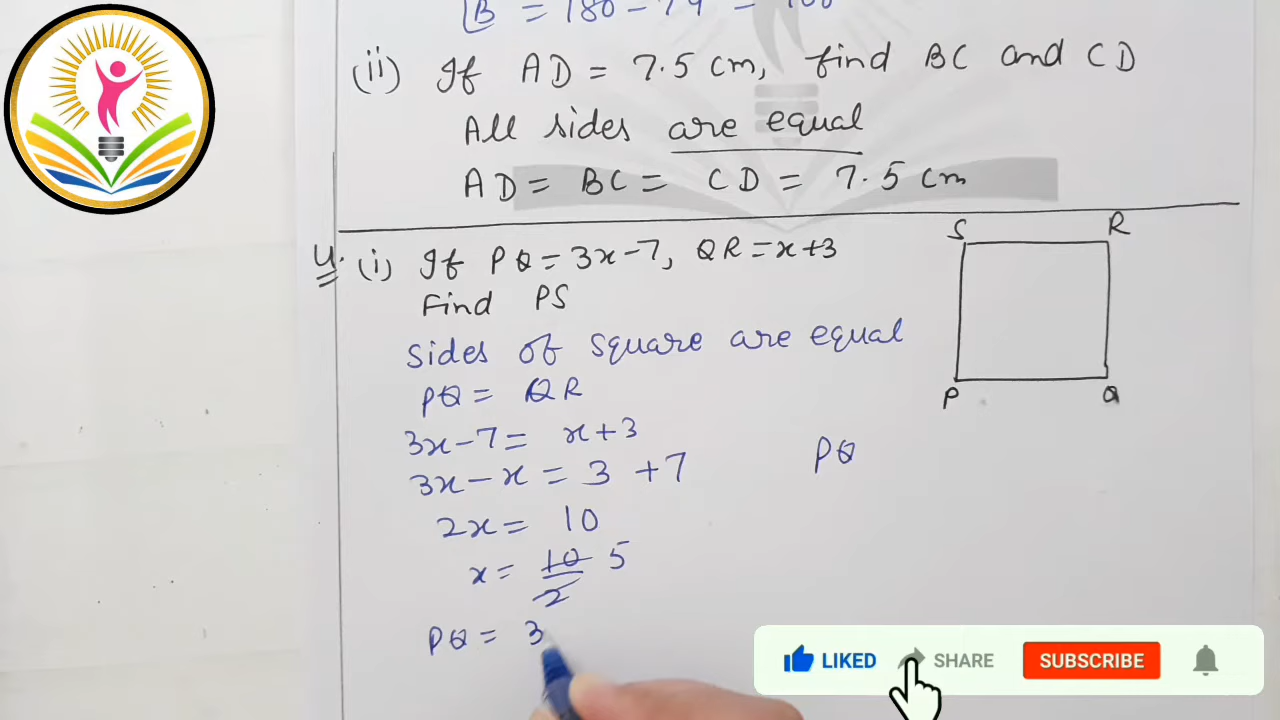 ∠B = 180 -
(ii) If AD = 7.5 cm, find BC and CD
All sides are equal
AD = BC = CD = 7.5 cm
4. (i) If PQ = 3x-7, QR = x+3
Find PS
S R
P Q
Sides of square are equal
PQ = QR
3x-7 = x+3
3x-x = 3 +7
PQ
2x = 10
x = 10/2 5
PQ = 3
LIKED SHARE SUBSCRIBE